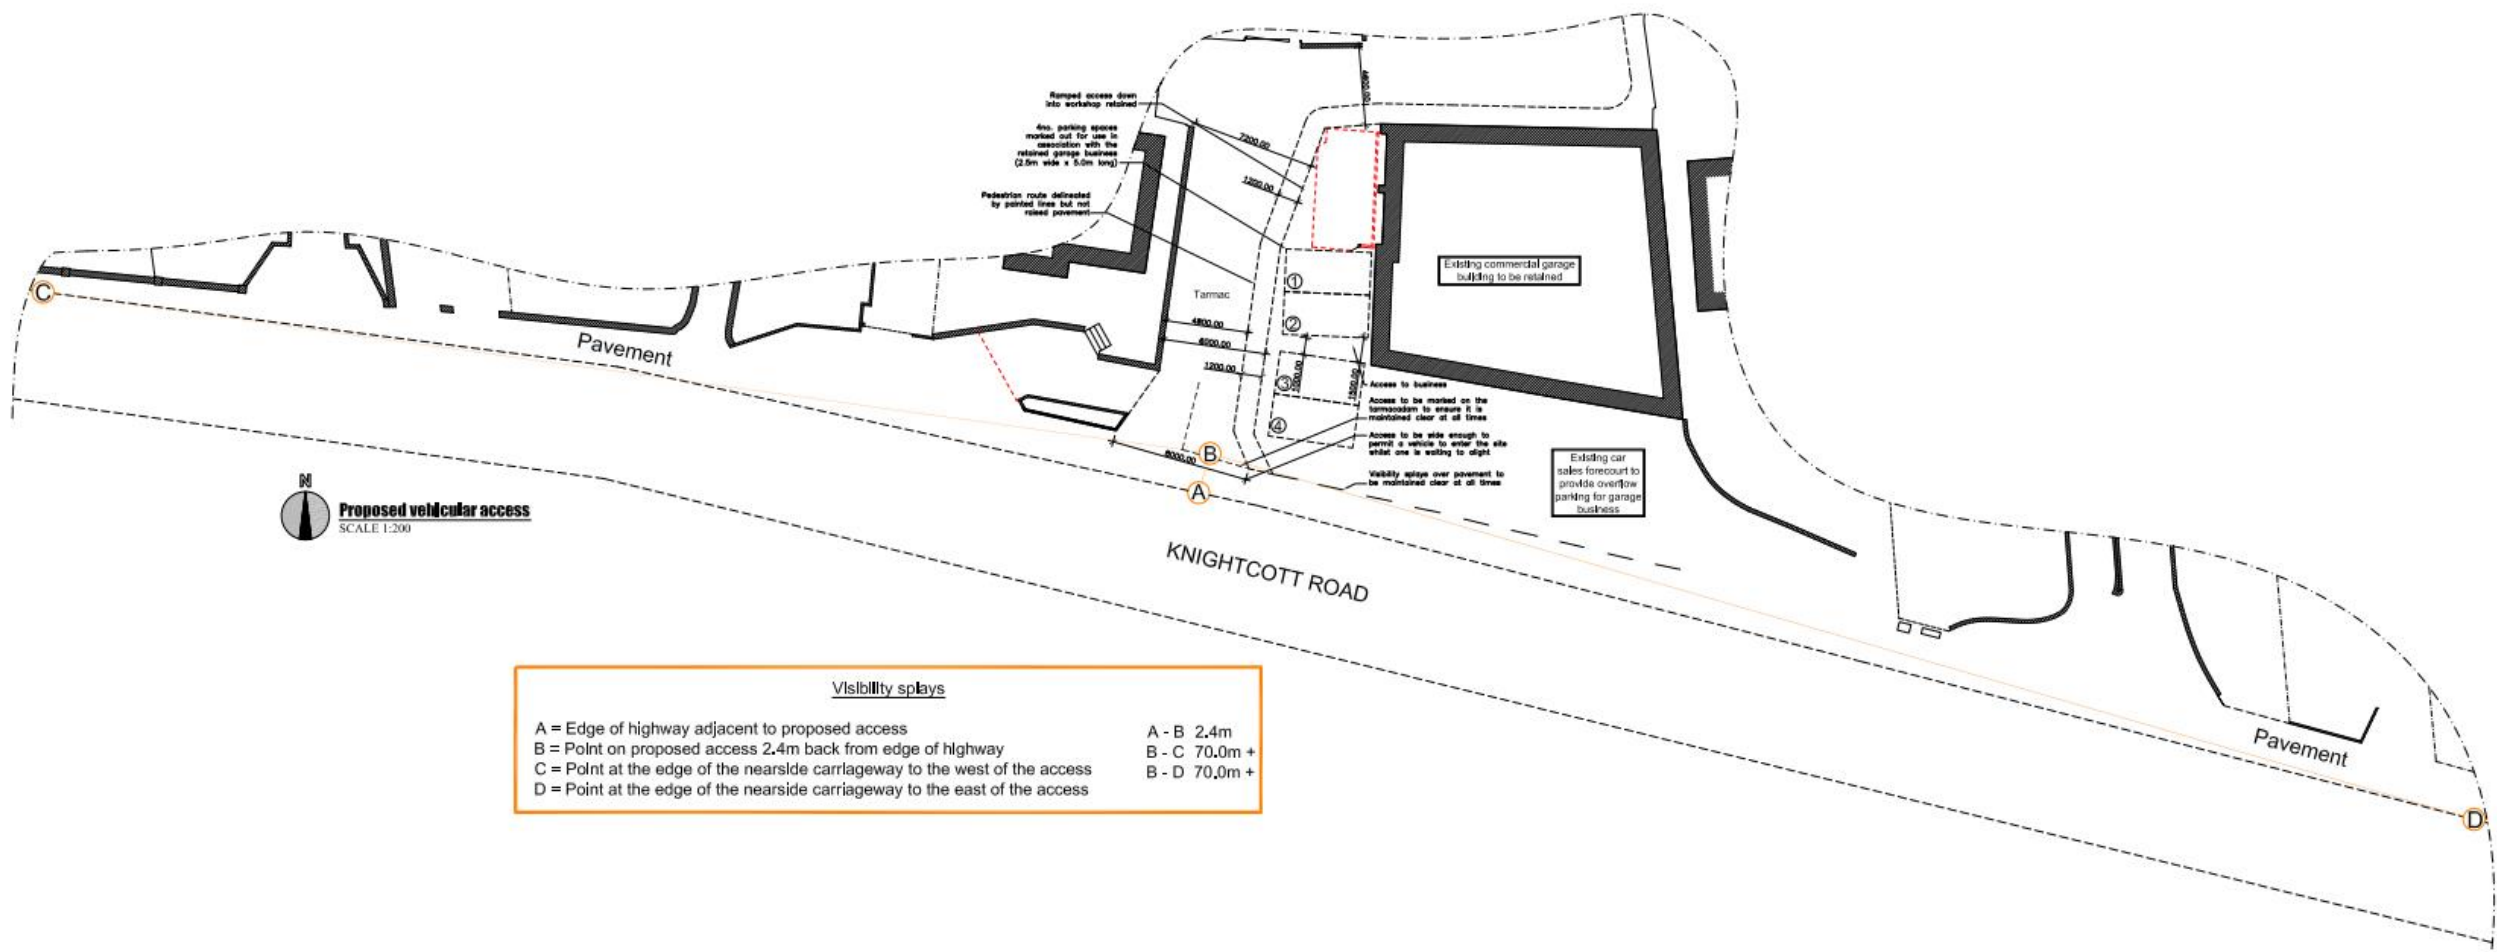 Ramped access down
into workshop retained
4no. parking spaces
marked out for use in
association with the
retained garage business
(2.5m wide x 5.0m long)
Pedestrian route delineated
by painted lines but not
raised pavement
4800.00
7200.00
1200.00
Existing commercial garage
building to be retained
1
2
3
4
Tarmac
4800.00
6000.00
1200.00
1000.00
1500.00
6000.00
C
Pavement
B
A
Access to business
Access to be marked on the
tarmacadam to ensure it is
maintained clear at all times
Access to be wide enough to
permit a vehicle to enter the site
whilst one is waiting to alight
Visibility splays over pavement to
be maintained clear at all times
Existing car
sales forecourt to
provide overflow
parking for garage
business
N
Proposed vehicular access
SCALE 1:200
KNIGHTCOTT ROAD
Pavement
D
Visibility splays
A = Edge of highway adjacent to proposed access
B = Point on proposed access 2.4m back from edge of highway
C = Point at the edge of the nearside carriageway to the west of the access
D = Point at the edge of the nearside carriageway to the east of the access
A - B 2.4m
B - C 70.0m +
B - D 70.0m +